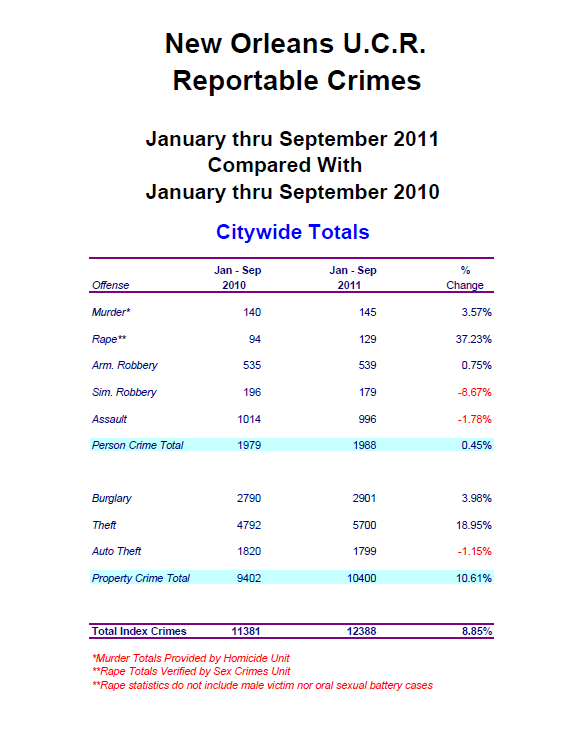 New Orleans U.C.R.
Reportable Crimes
January thru September 2011
Compared With
January thru September 2010
Citywide Totals
Jan - Sep Jan - Sep %
Offense 2010 2011 Change
Murder* 140 145 3.57%
Rape** 94 129 37.23%
Arm. Robbery 535 539 0.75%
Sim. Robbery 196 179 -8.67%
Assault 1014 996 -1.78%
Person Crime Total 1979 1988 0.45%
Burglary 2790 2901 3.98%
Theft 4792 5700 18.95%
Auto Theft 1820 1799 -1.15%
Property Crime Total 9402 10400 10.61%
Total Index Crimes 11381 12388 8.85%
*Murder Totals Provided by Homicide Unit
**Rape Totals Verified by Sex Crimes Unit
**Rape statistics do not include male victim nor oral sexual battery cases